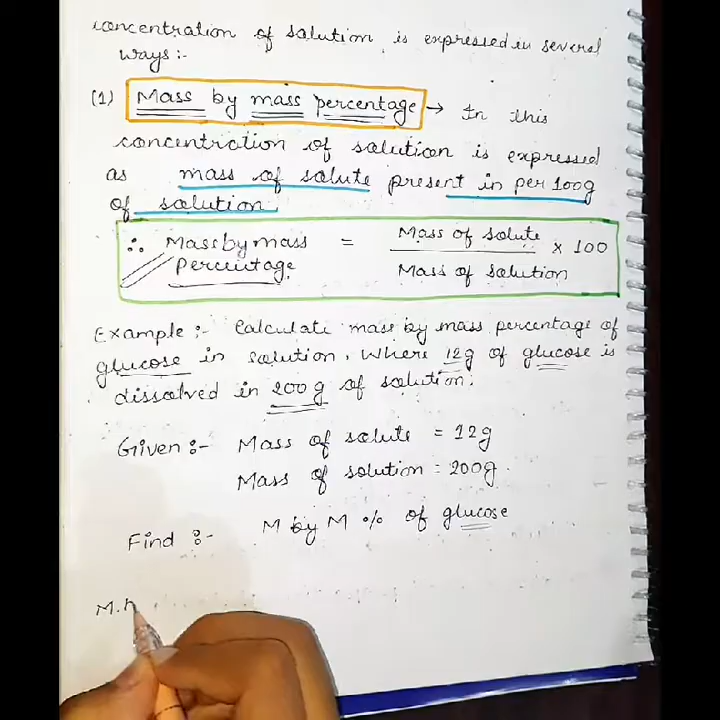 concentration of solution is expressed in several
ways :-
(1) Mass by mass percentage → In this
concentration of solution is expressed
as mass of solute present in per 100g
of solution.
∴ Mass by mass Percentage = Mass of solute / Mass of solution × 100
Example :- Calculate mass by mass percentage of
glucose in solution, Where 12g of glucose is
dissolved in 200g of solution.
Given :- Mass of solute = 12g
Mass of solution = 200g.
Find :- M by M % of glucose
M.